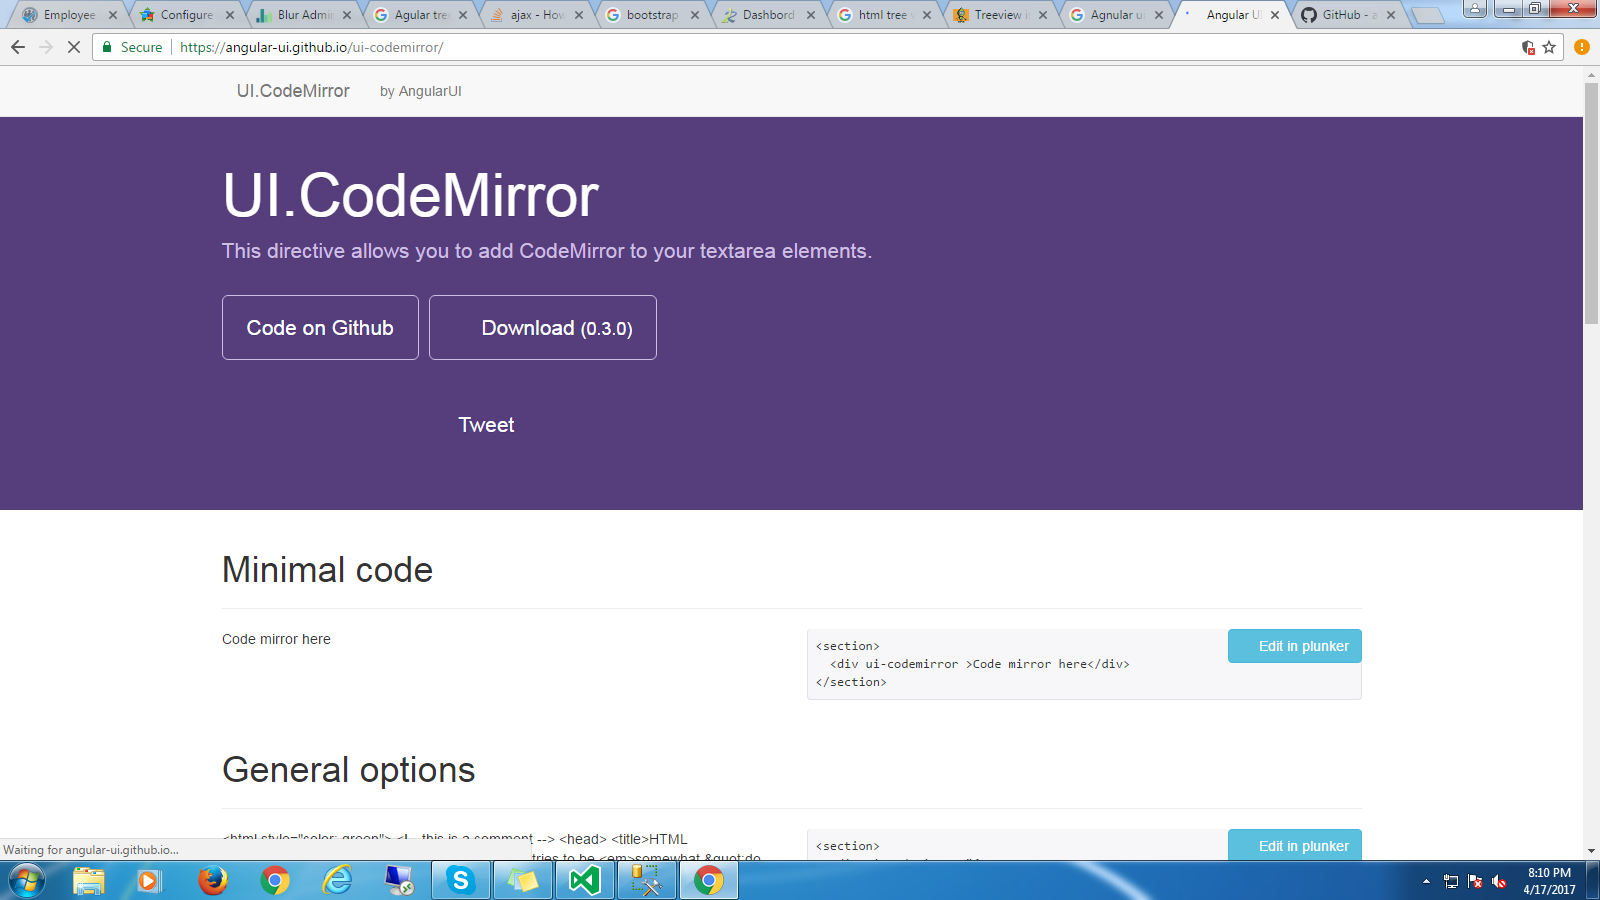 Employee
Configure
Blur Admin
Agular tre
ajax - How
bootstrap
Dashbord
html tree v
Treeview i
Agnular u
Angular U
GitHub - a
Secure
https://angular-ui.github.io/ui-codemirror/
UI.CodeMirror
by AngularUI
UI.CodeMirror
This directive allows you to add CodeMirror to your textarea elements.
Code on Github
Download (0.3.0)
Tweet
Minimal code
Code mirror here
Edit in plunker
<section>
<div ui-codemirror >Code mirror here</div>
</section>
General options
<html style="color: green"> <!-- this is a comment --> <head> <title>HTML
tries to be <em>somewhat &quot;do
Edit in plunker
<section>
Waiting for angular-ui.github.io...
8:10 PM
4/17/2017